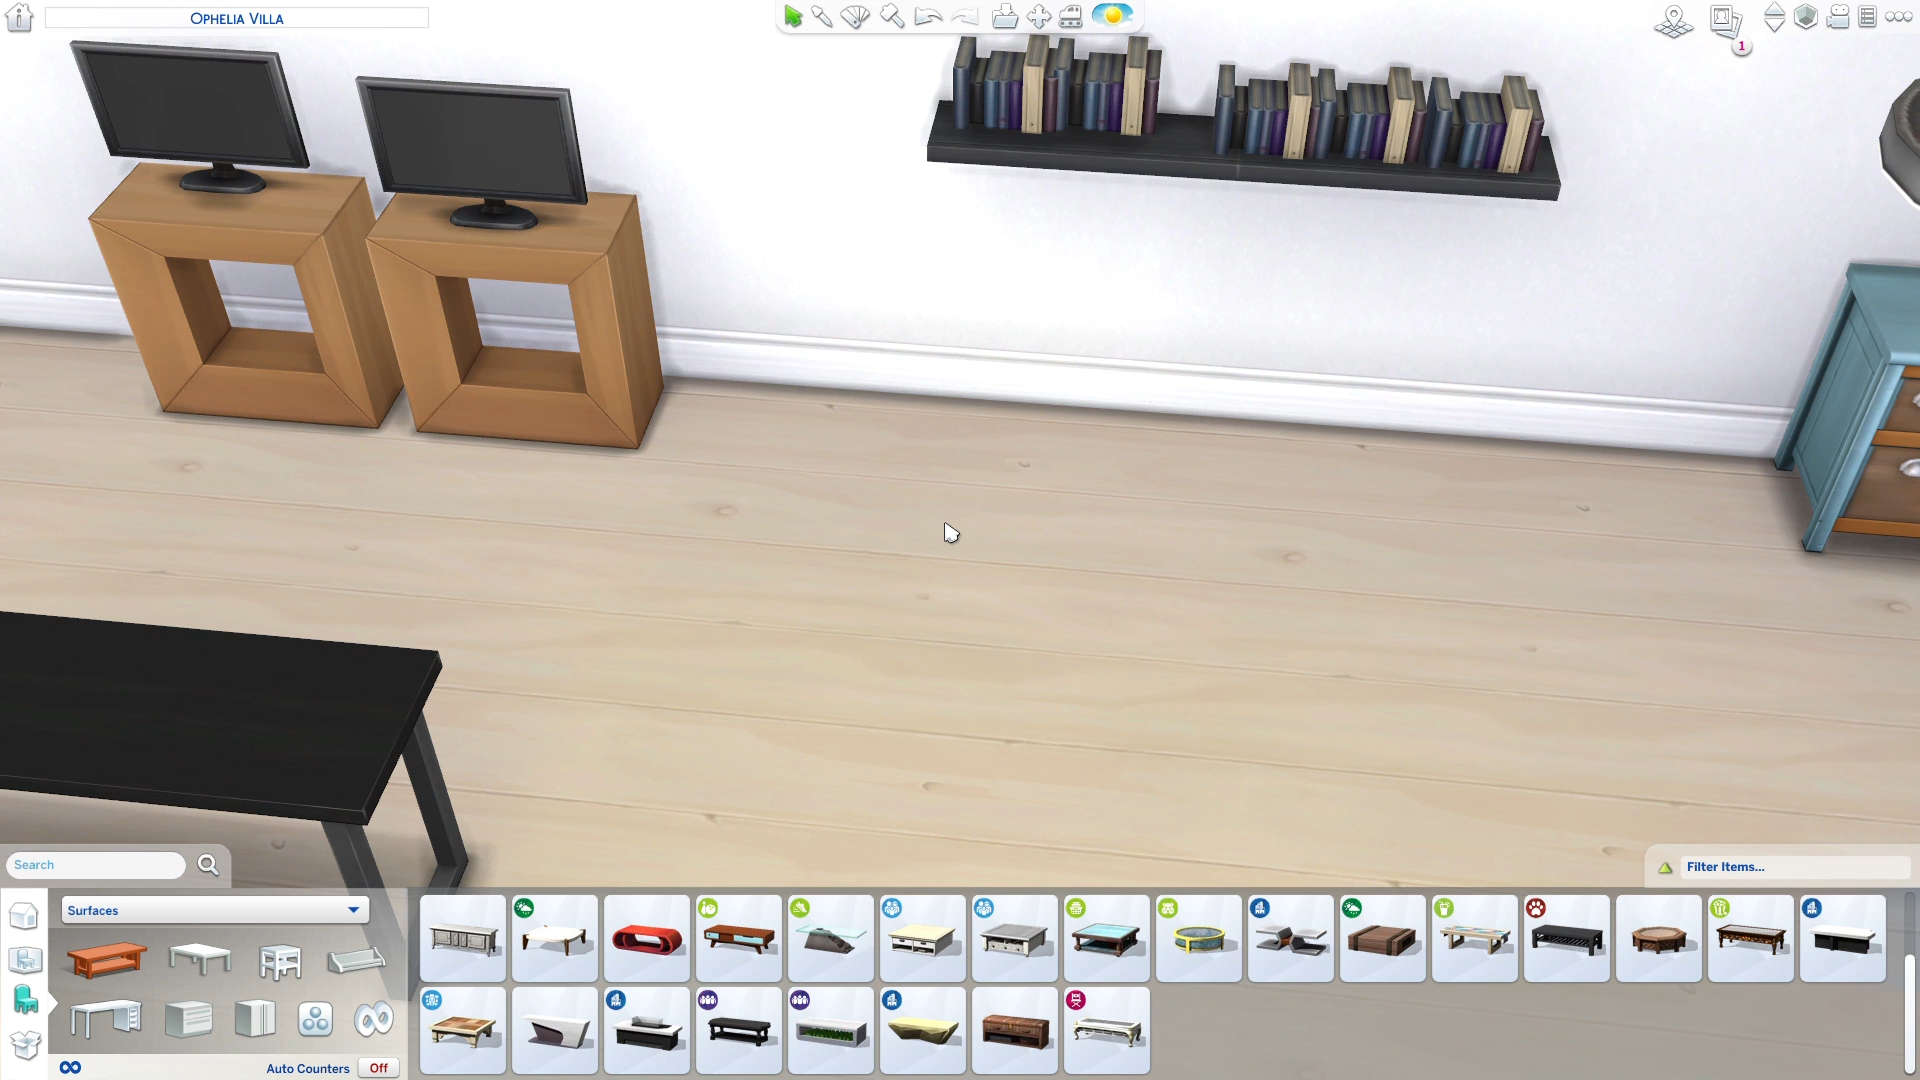 Ophelia Villa
1
Search
Filter Items...
Surfaces
Auto Counters Off